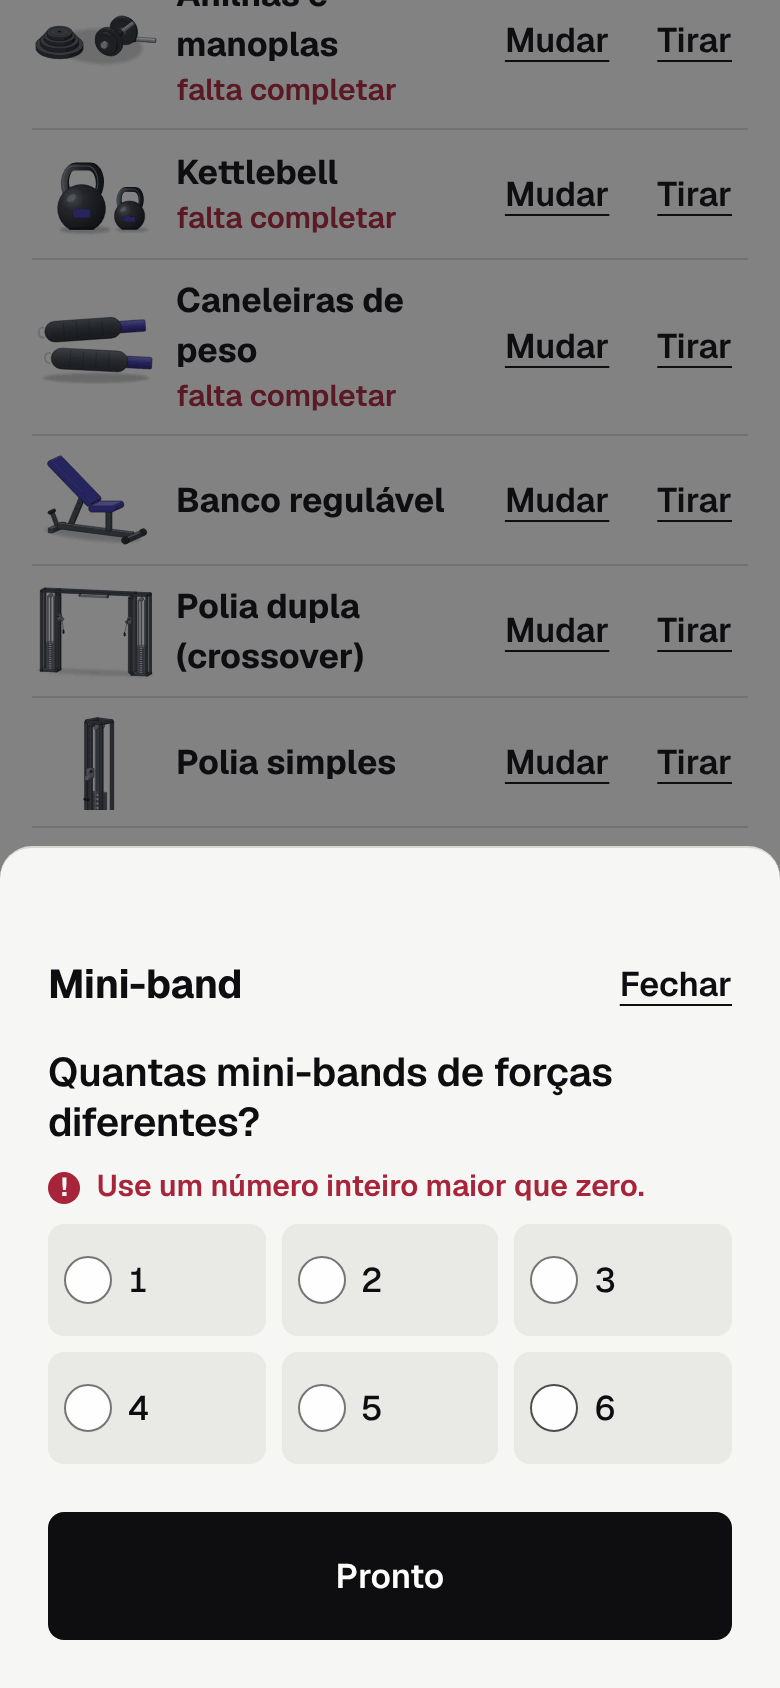 Anilhas e
manoplas
falta completar
Mudar
Tirar
Kettlebell
falta completar
Mudar
Tirar
Caneleiras de
peso
falta completar
Mudar
Tirar
Banco regulável
Mudar
Tirar
Polia dupla
(crossover)
Mudar
Tirar
Polia simples
Mudar
Tirar
Mini-band
Fechar
Quantas mini-bands de forças
diferentes?
! Use um número inteiro maior que zero.
1
2
3
4
5
6
Pronto